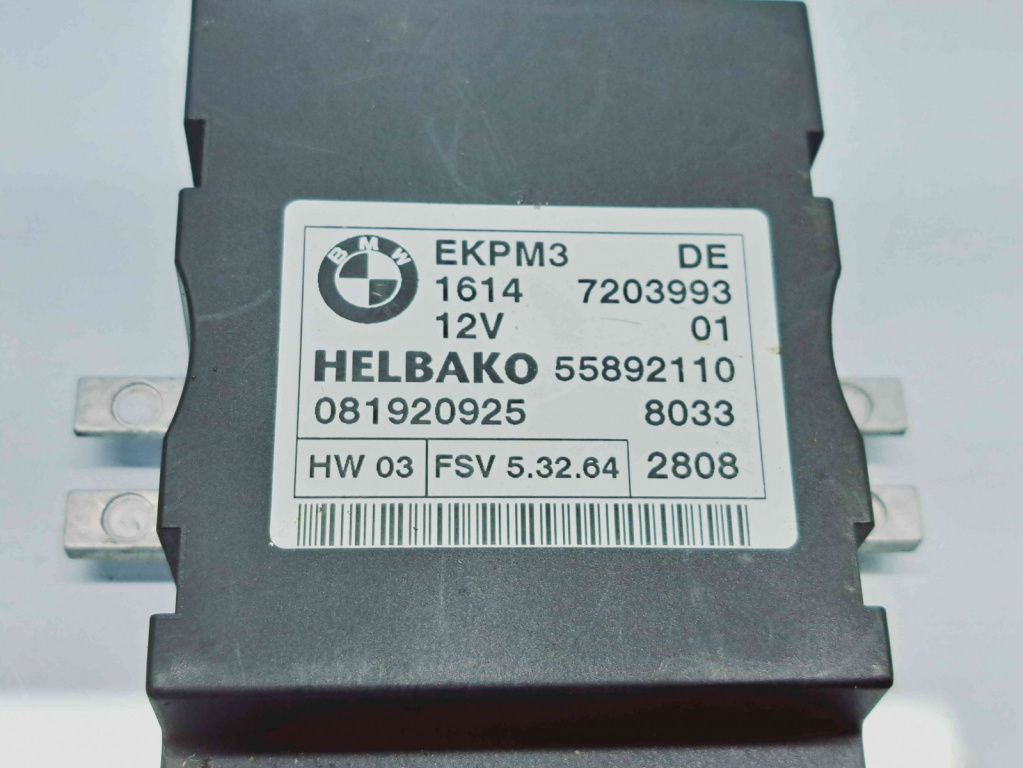 BMW
EKPM3 DE
1614 7203993
12V 01
HELBAKO 55892110
081920925 8033
HW 03 FSV 5.32.64 2808